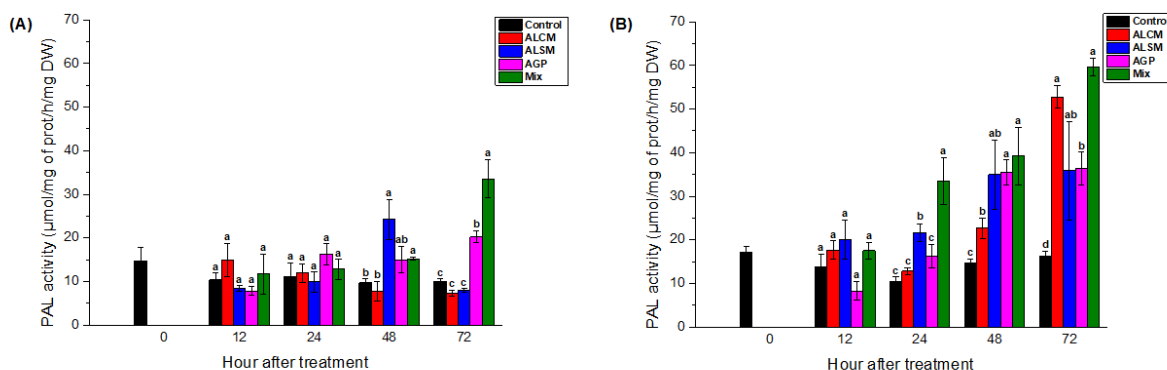 (A)
PAL activity (µmol/mg of prot/h/mg DW)
70
60
50
40
30
20
10
0
Control
ALCM
ALSM
AGP
Mix
a
a
a
a
a
a
a
a
a
a
b
b
a
ab
a
c
c
c
b
a
0
12
24
48
72
Hour after treatment
(B)
PAL activity (µmol/mg of prot/h/mg DW)
70
60
50
40
30
20
10
0
Control
ALCM
ALSM
AGP
Mix
a
a
a
a
a
c
c
b
c
a
c
b
ab
a
a
d
a
ab
b
a
0
12
24
48
72
Hour after treatment